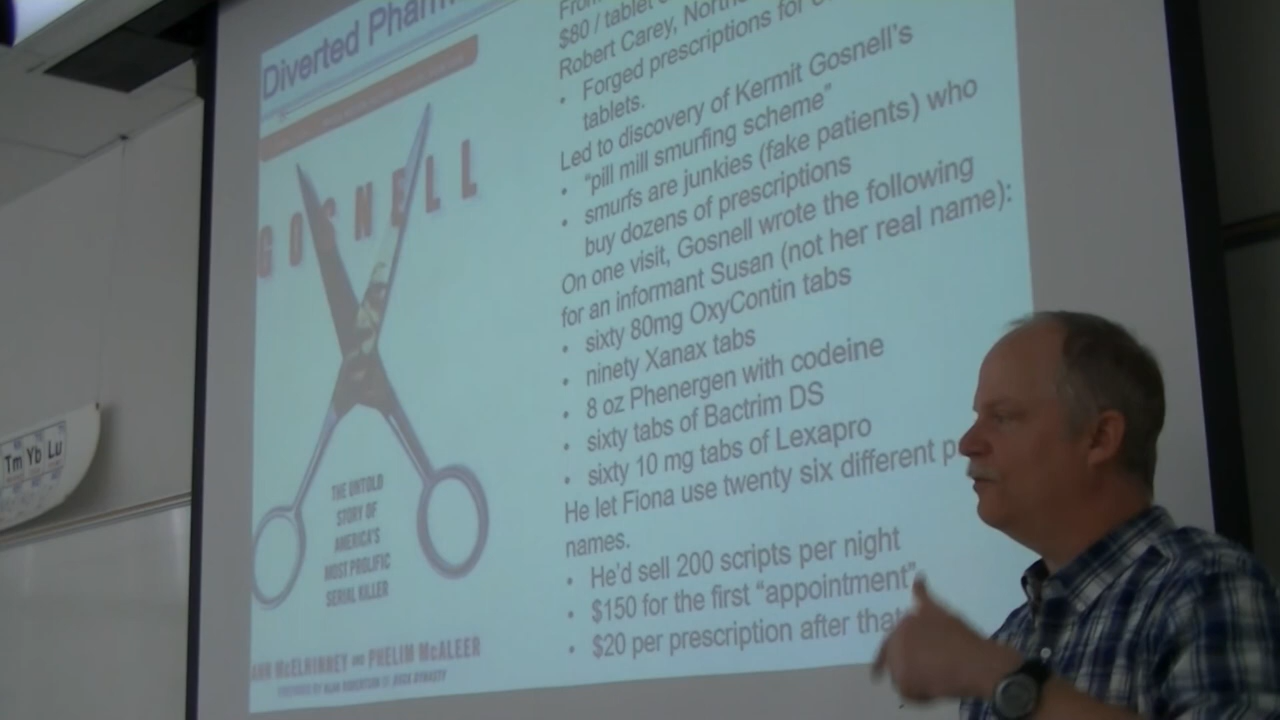 Diverted Pharm
GOSNELL
THE UNTOLD
STORY OF
AMERICA'S
MOST PROLIFIC
SERIAL KILLER
ANN McELHINNEY AND PHELIM McALEER
$80 / tablet
Robert Carey, North
• Forged prescriptions for
tablets.
Led to discovery of Kermit Gosnell's
• "pill mill smurfing scheme"
• smurfs are junkies (fake patients) who
buy dozens of prescriptions
On one visit, Gosnell wrote the following
for an informant Susan (not her real name):
• sixty 80mg OxyContin tabs
• ninety Xanax tabs
• 8 oz Phenergen with codeine
• sixty tabs of Bactrim DS
• sixty 10 mg tabs of Lexapro
He let Fiona use twenty six different p
names.
• He'd sell 200 scripts per night
• $150 for the first "appointment"
• $20 per prescription after tha
Tm Yb Lu